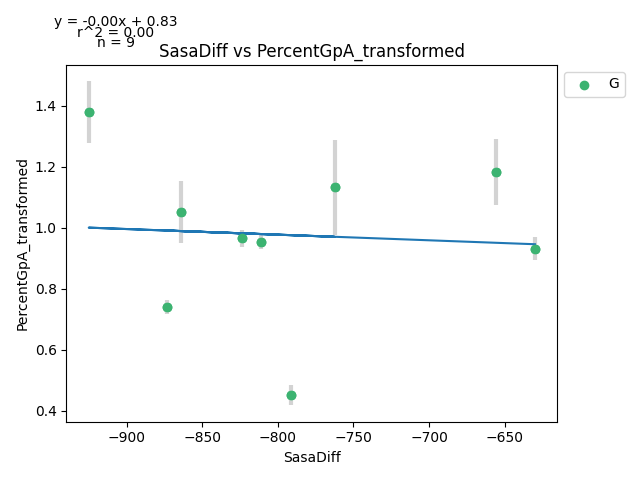 y = -0.00x + 0.83
r^2 = 0.00
n = 9
SasaDiff vs PercentGpA_transformed
G
PercentGpA_transformed
1.4
1.2
1.0
0.8
0.6
0.4
−900
−850
−800
−750
−700
−650
SasaDiff